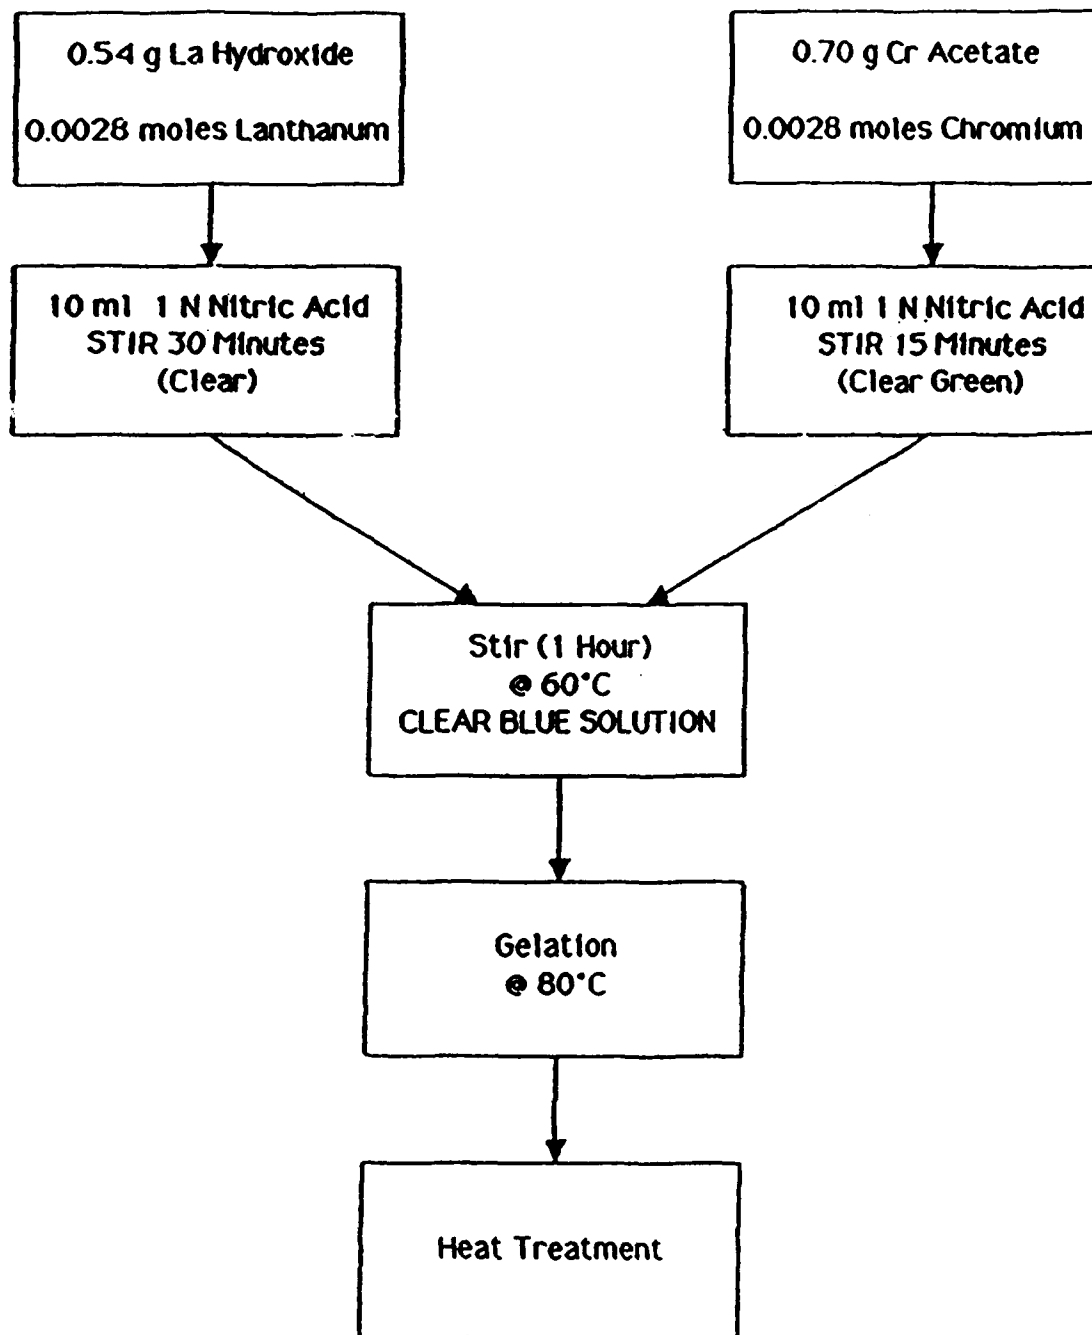 0.54 g La Hydroxide
0.0028 moles Lanthanum
0.70 g Cr Acetate
0.0028 moles Chromium
10 ml 1 N Nitric Acid
STIR 30 Minutes
(Clear)
10 ml 1 N Nitric Acid
STIR 15 Minutes
(Clear Green)
Stir (1 Hour)
@ 60°C
CLEAR BLUE SOLUTION
Gelation
@ 80°C
Heat Treatment